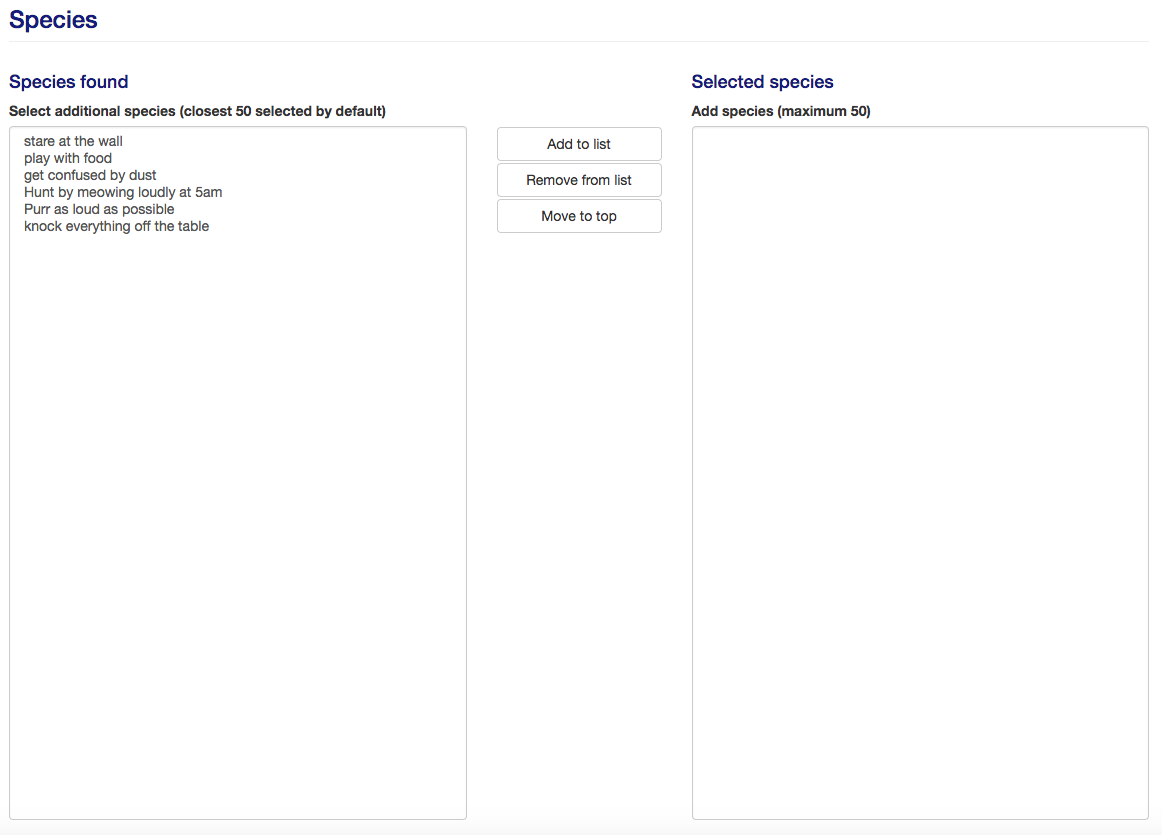 Species
Species found
Select additional species (closest 50 selected by default)
stare at the wall
play with food
get confused by dust
Hunt by meowing loudly at 5am
Purr as loud as possible
knock everything off the table
Add to list
Remove from list
Move to top
Selected species
Add species (maximum 50)